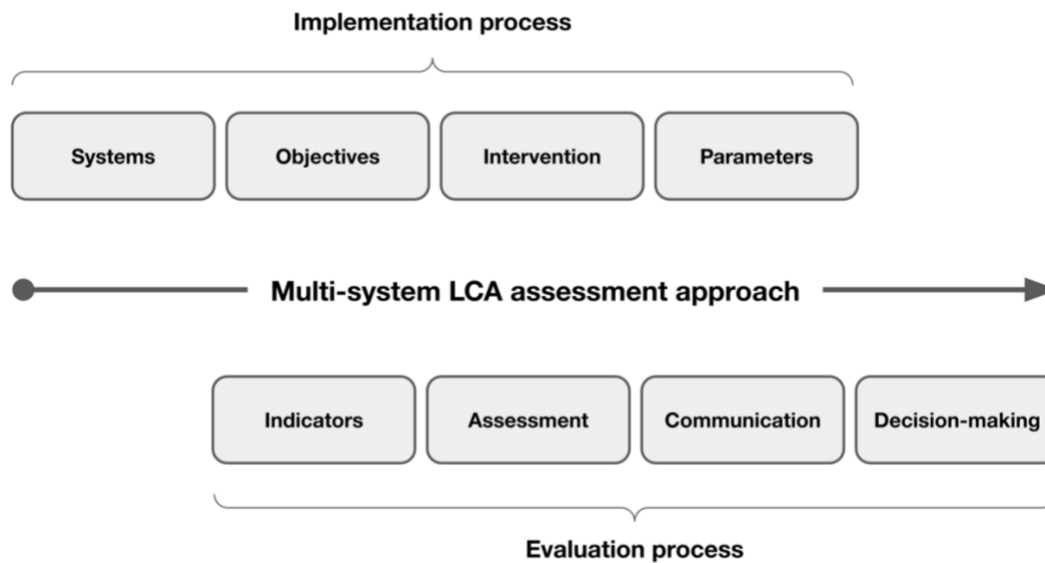 Implementation process
Systems
Objectives
Intervention
Parameters
Multi-system LCA assessment approach
Indicators
Assessment
Communication
Decision-making
Evaluation process